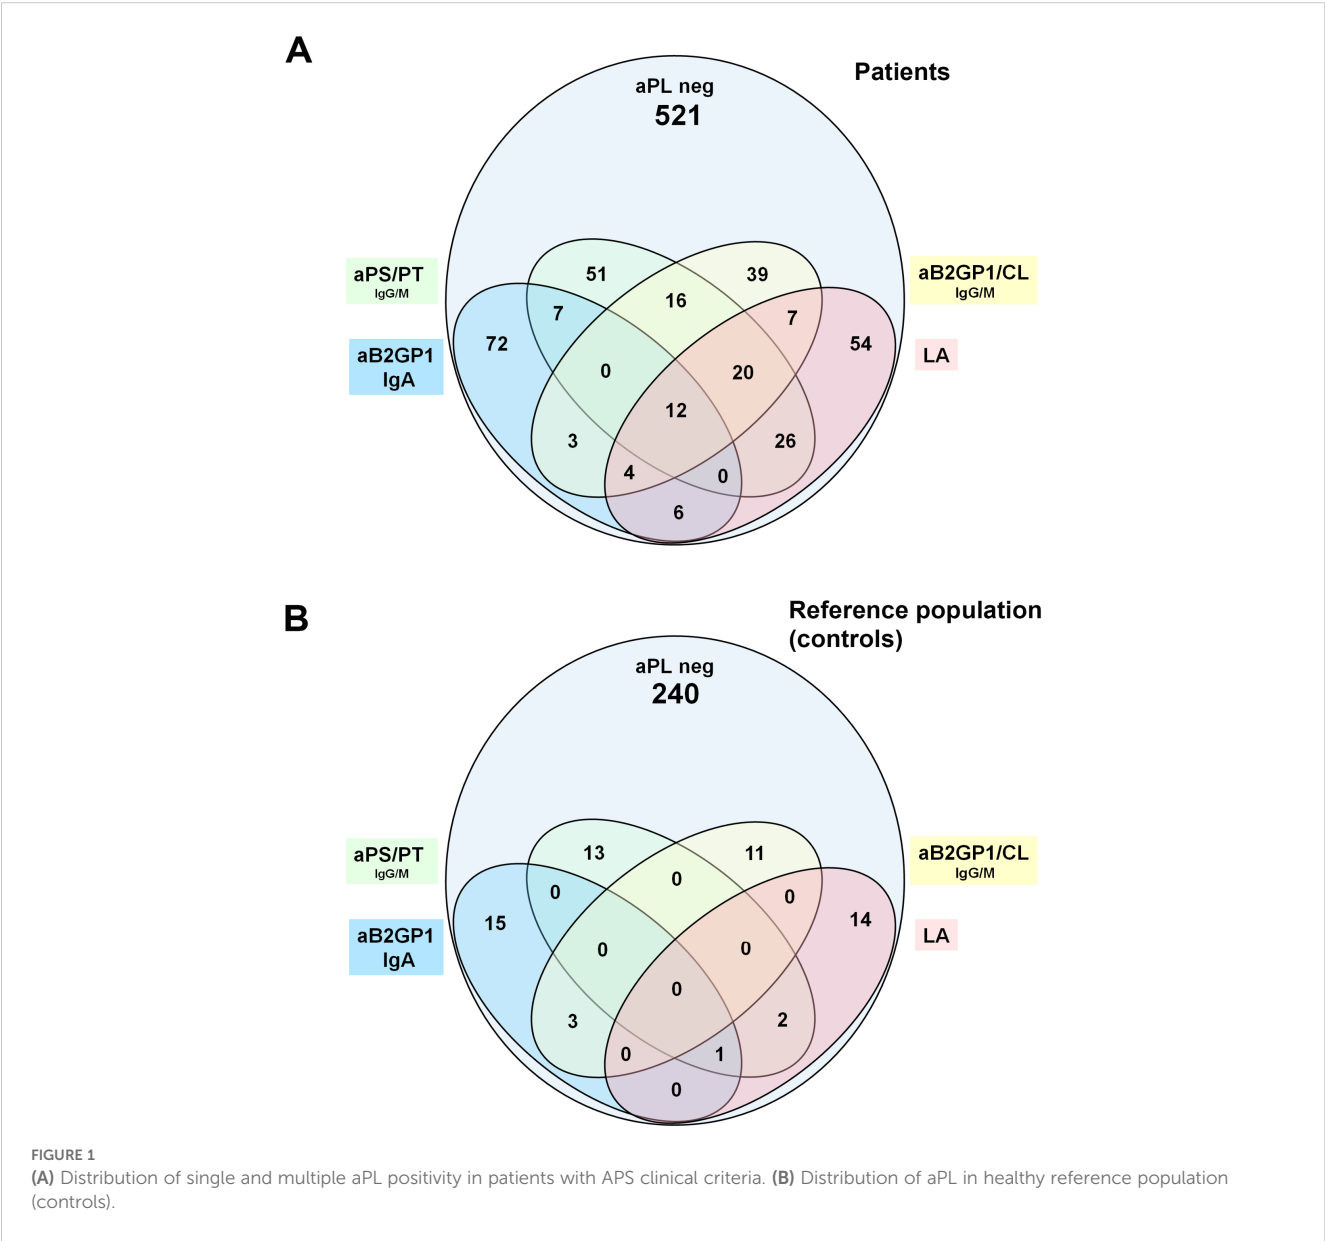 A
Patients
aPL neg
521
aPS/PT
IgG/M
aB2GP1/CL
IgG/M
aB2GP1
IgA
LA
51
39
16
7
7
72
54
0
20
12
3
26
4
0
6
B
Reference population
(controls)
aPL neg
240
aPS/PT
IgG/M
aB2GP1/CL
IgG/M
aB2GP1
IgA
LA
13
11
0
0
0
15
14
0
0
0
3
2
0
1
0
FIGURE 1
(A) Distribution of single and multiple aPL positivity in patients with APS clinical criteria. (B) Distribution of aPL in healthy reference population
(controls).